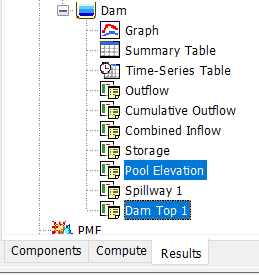 Dam
Graph
Summary Table
Time-Series Table
Outflow
Cumulative Outflow
Combined Inflow
Storage
Pool Elevation
Spillway 1
Dam Top 1
PMF
Components Compute Results